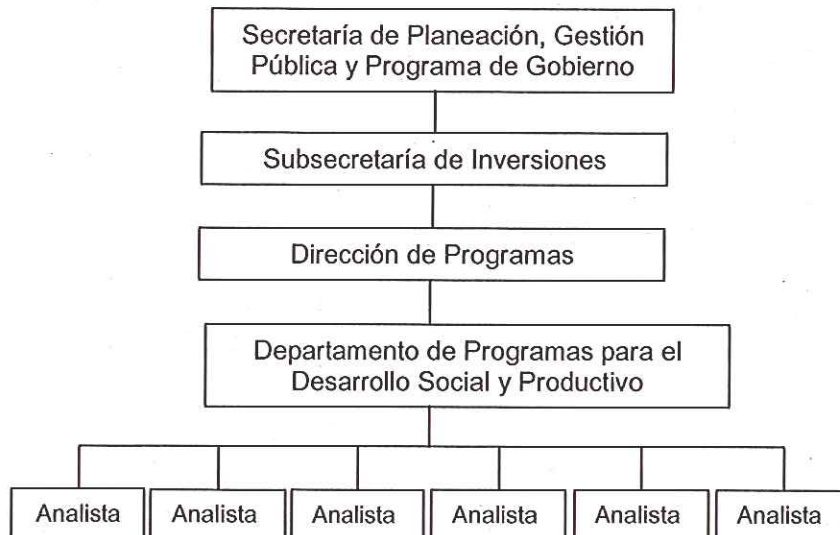 Secretaría de Planeación, Gestión
Pública y Programa de Gobierno
Subsecretaría de Inversiones
Dirección de Programas
Departamento de Programas para el
Desarrollo Social y Productivo
Analista Analista Analista Analista Analista Analista